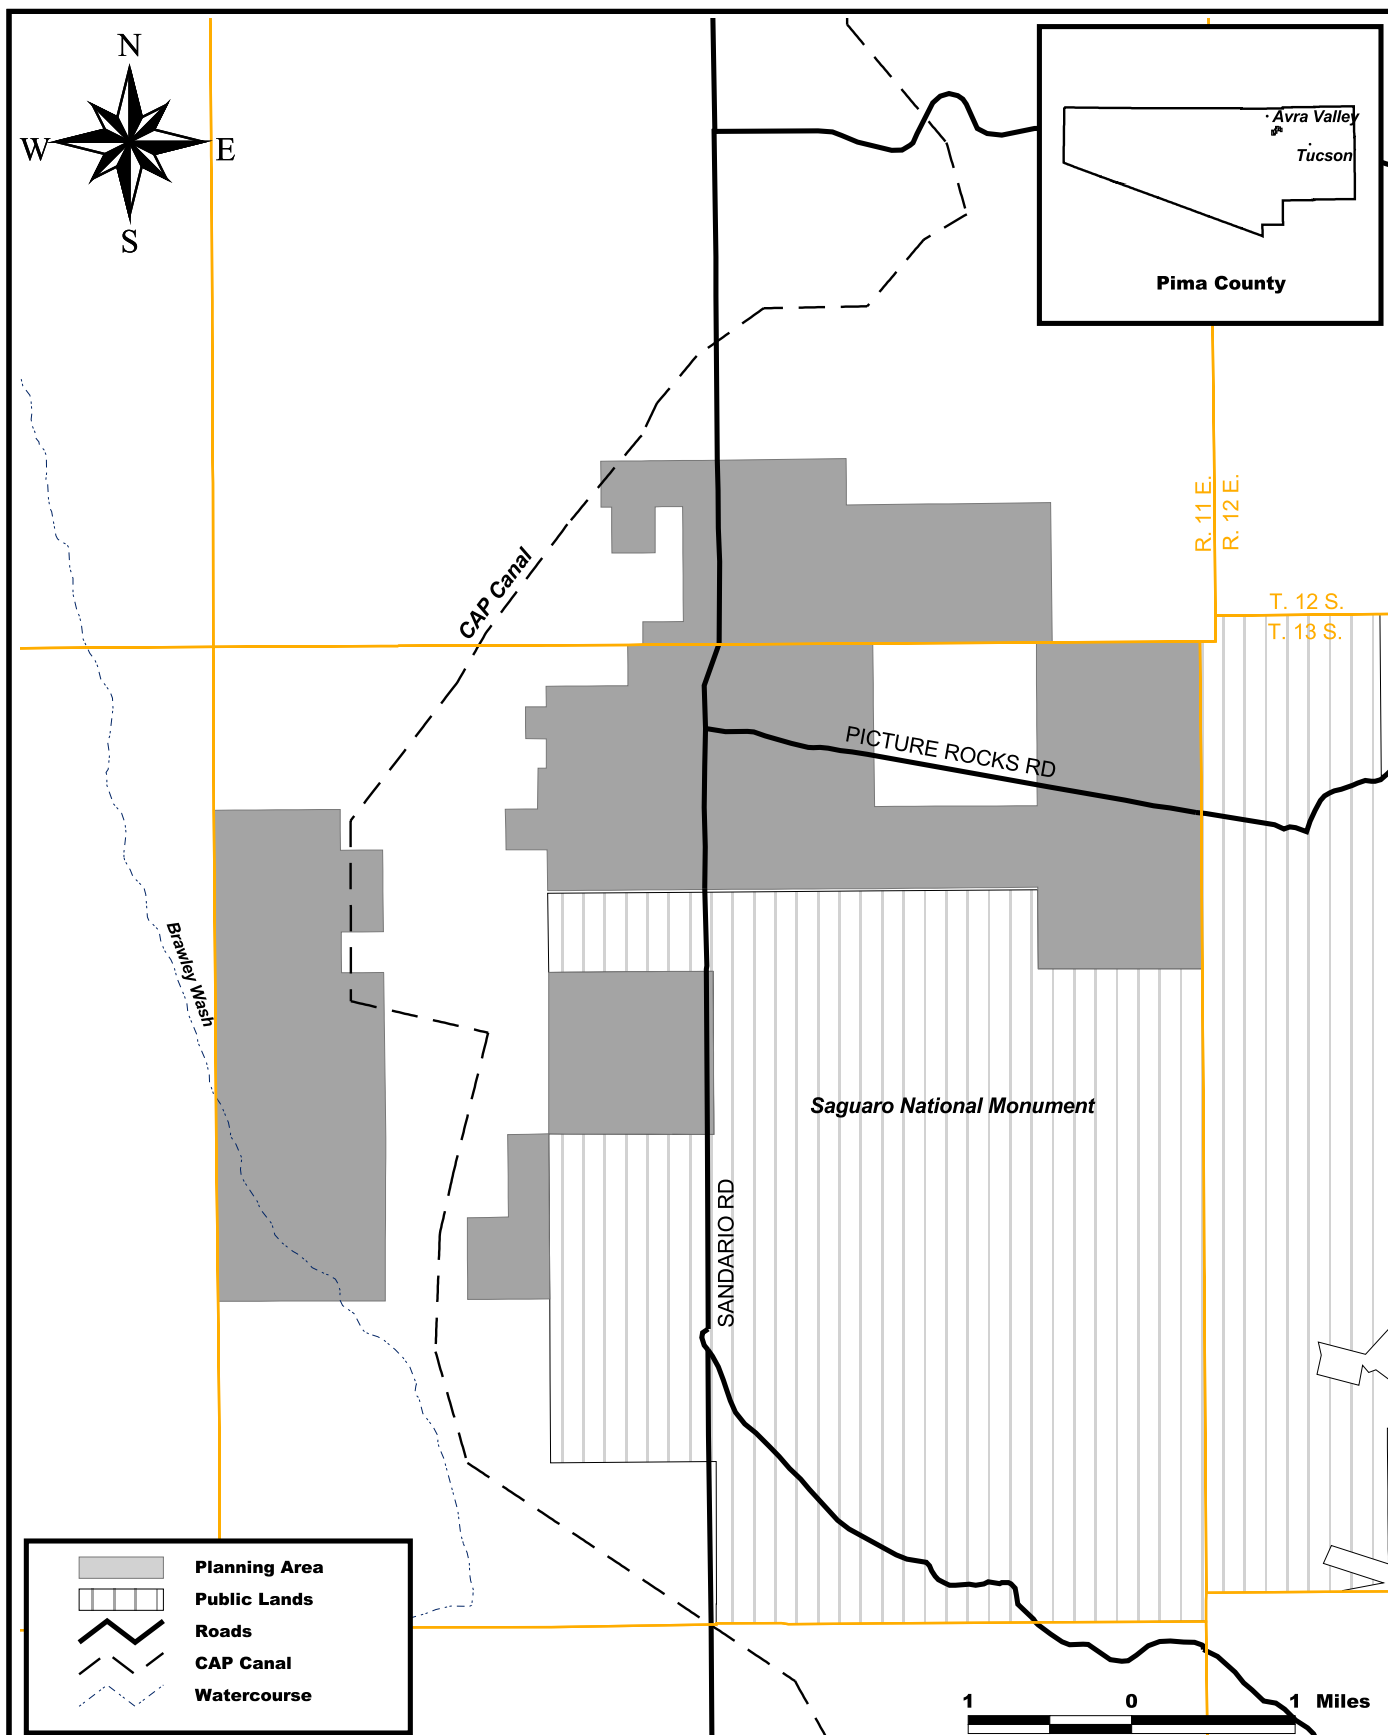 N
W
E
S
Avra Valley
Tucson
Pima County
R. 11 E.
R. 12 E.
T. 12 S.
T. 13 S.
CAP Canal
PICTURE ROCKS RD
Brawley Wash
Saguaro National Monument
SANDARIO RD
Planning Area
Public Lands
Roads
CAP Canal
Watercourse
1 0 1 Miles